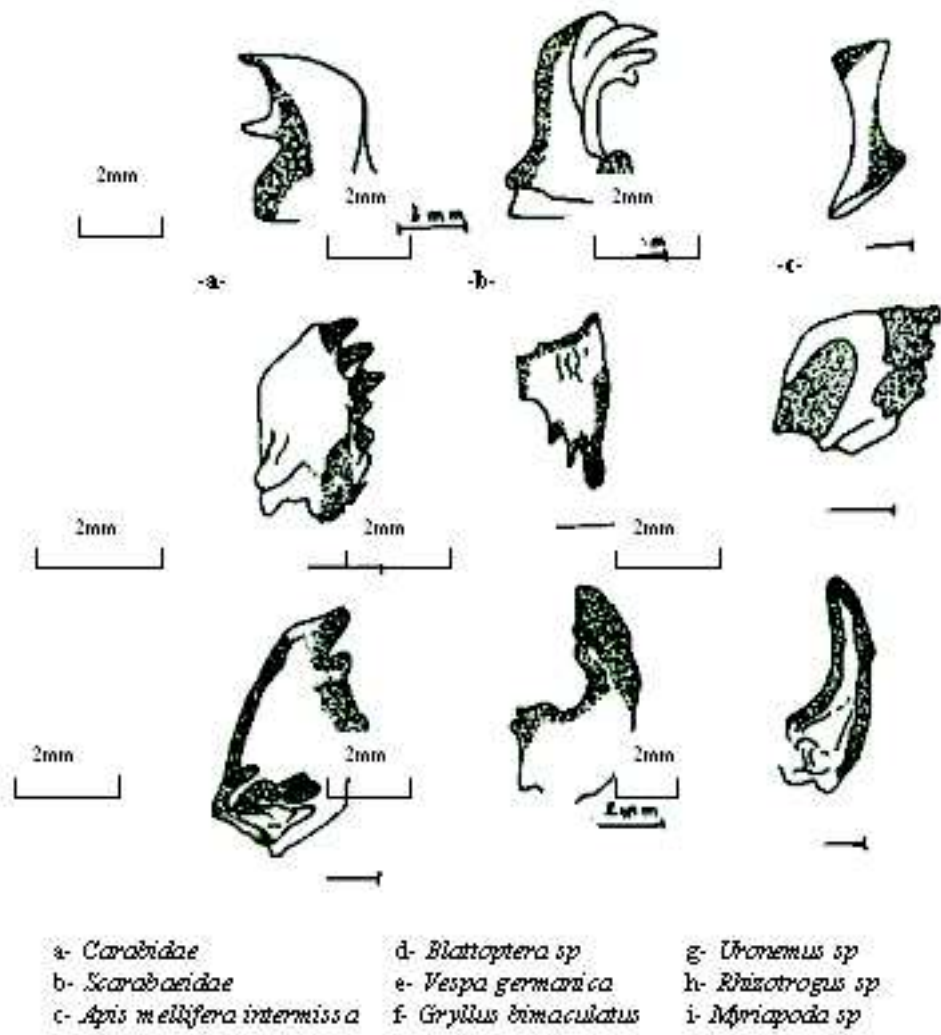 2mm
2mm
2mm
-a-
-b-
-c-
2mm
2mm
2mm
2mm
2mm
2mm
a- Carabidae
d- Blattoptera sp
g- Uronemus sp
b- Scarabaeidae
e- Vespa germanica
h- Rhizotrogus sp
c- Apis mellifera intermissa
f- Gryllus bimaculatus
i- Myriapoda sp